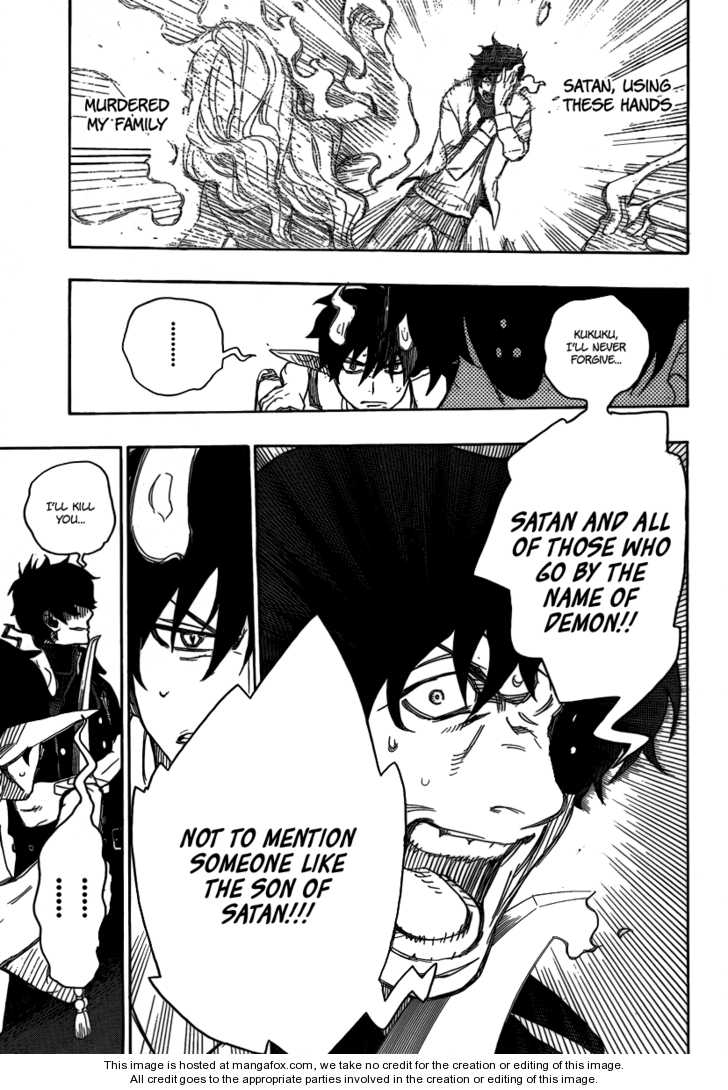 SATAN, USING
THESE HANDS
MURDERED
MY FAMILY
KUKUKU,
I'LL NEVER
FORGIVE...
......
SATAN AND ALL
OF THOSE WHO
GO BY THE
NAME OF
DEMON!!
NOT TO MENTION
SOMEONE LIKE
THE SON OF
SATAN!!!
I'LL KILL
YOU...
...... ......
This image is hosted at mangafox.com, we take no credit for the creation or editing of this image.
All credit goes to the appropriate parties involved in the creation or editing of this image.